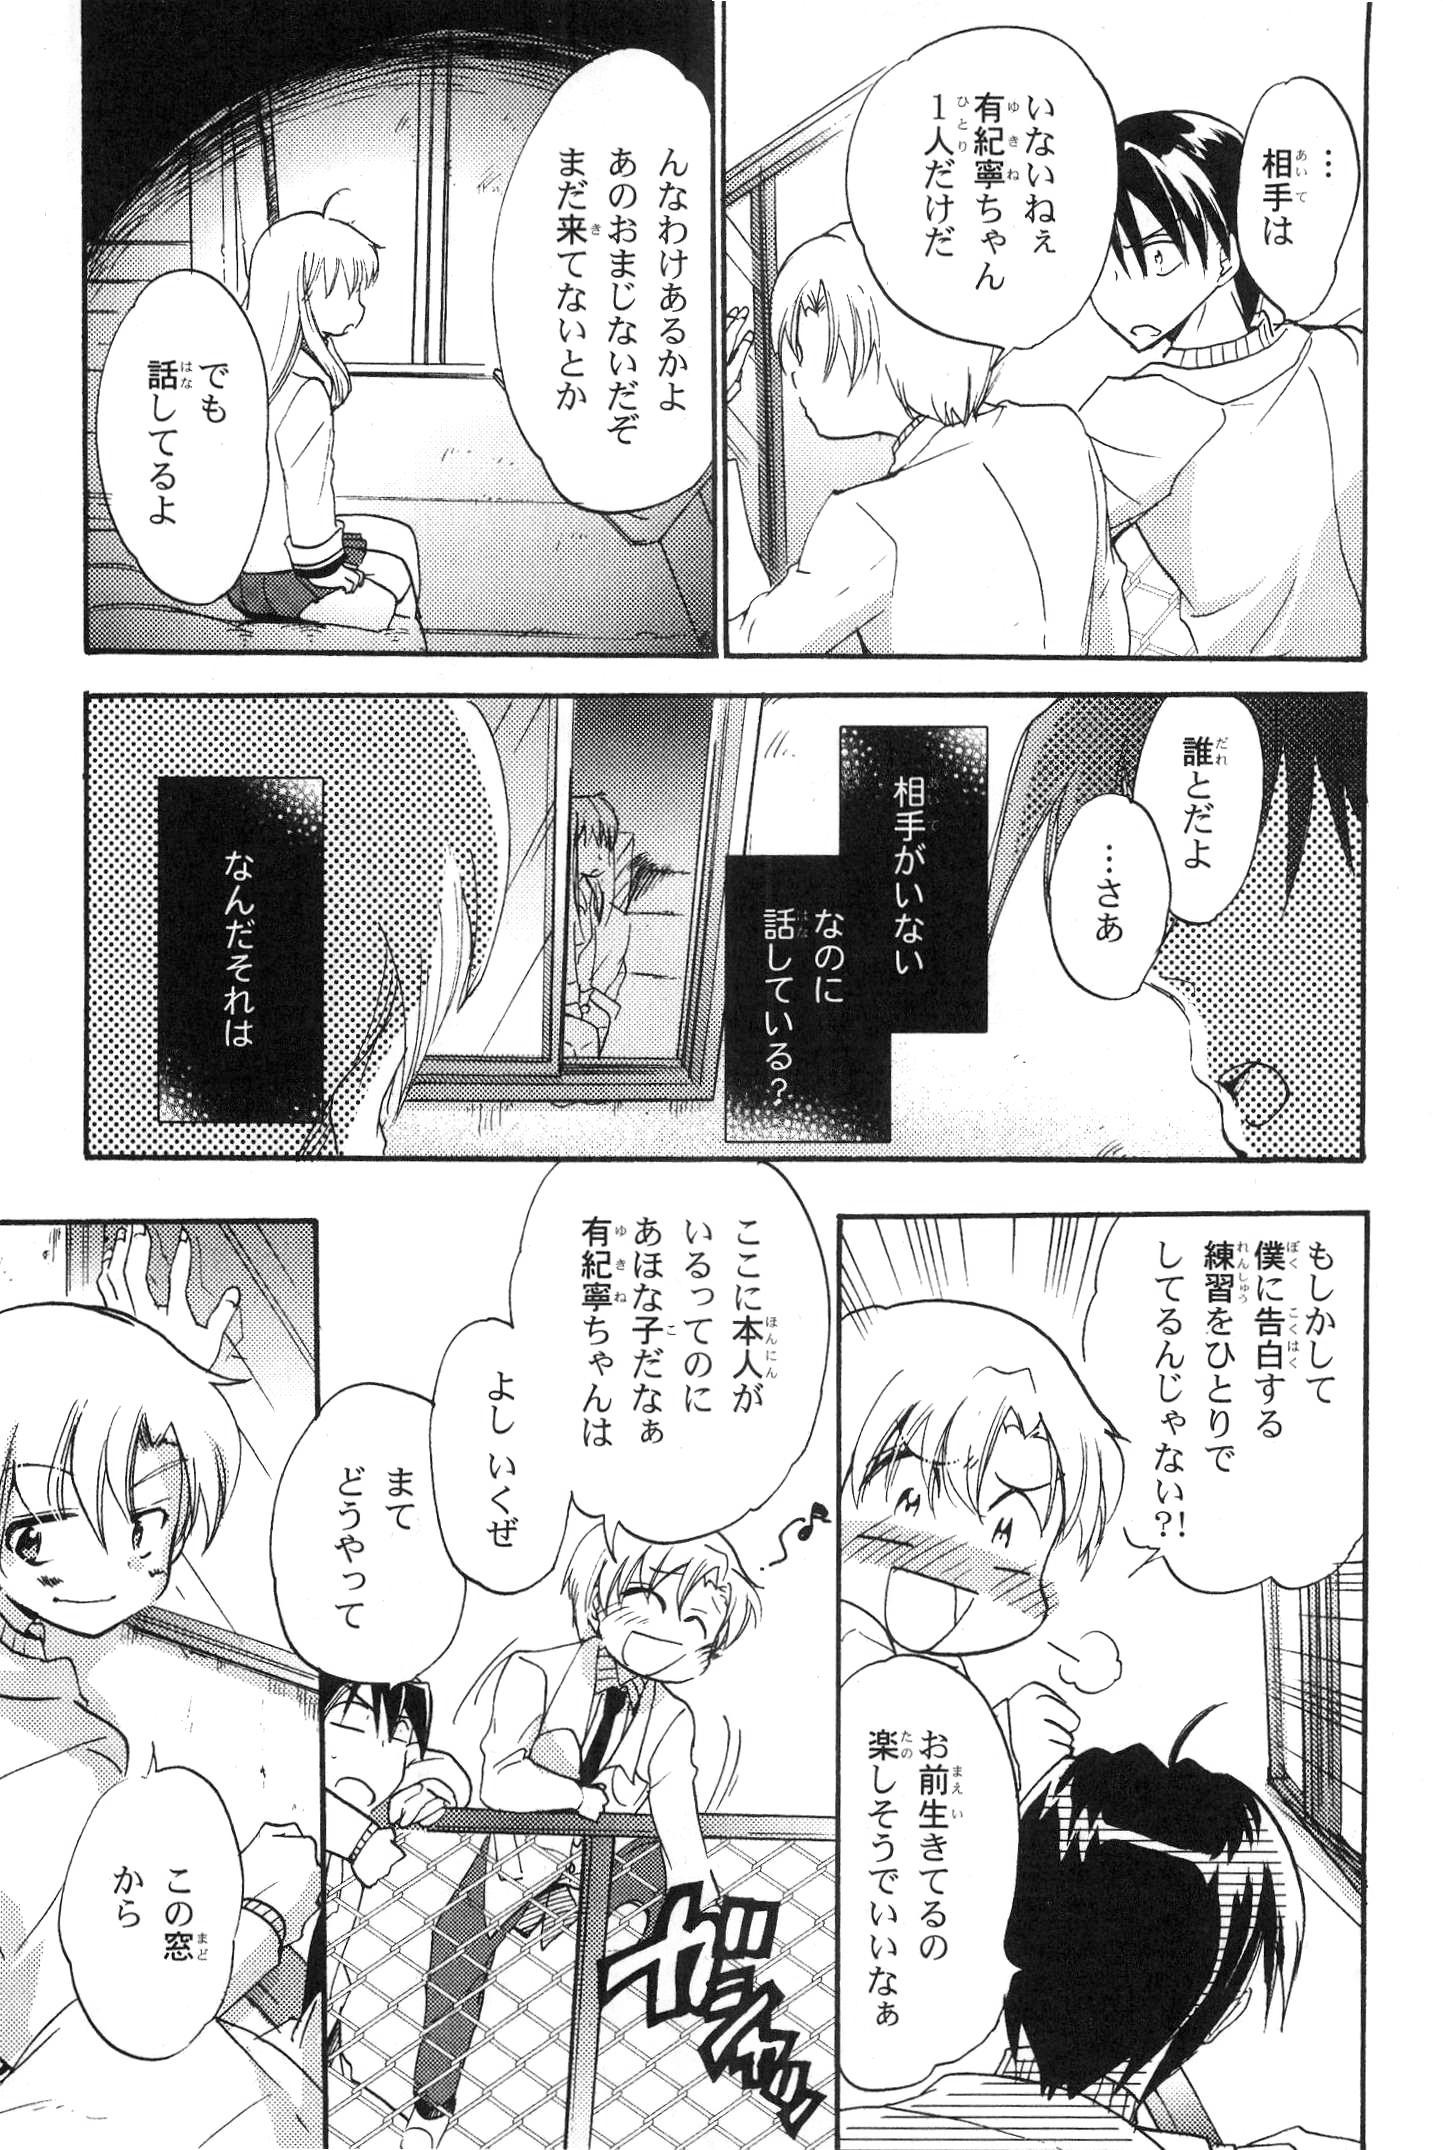 …
相手は
いないねぇ
有紀寧ちゃん
1人だけだ
んなわけあるかよ
あのおまじないだぞ
まだ来てないとか
でも
話してるよ
誰とだよ
…さあ
相手がいない
なのに
話している?
なんだそれは
もしかして
僕に告白する
練習をひとりで
してるんじゃない?!
お前生きてるの
楽しそうでいいなぁ
ここに本人が
いるってのに
あほな子だなぁ
有紀寧ちゃんは
よし いくぜ
ガシャッ
まて
どうやって
この窓
から